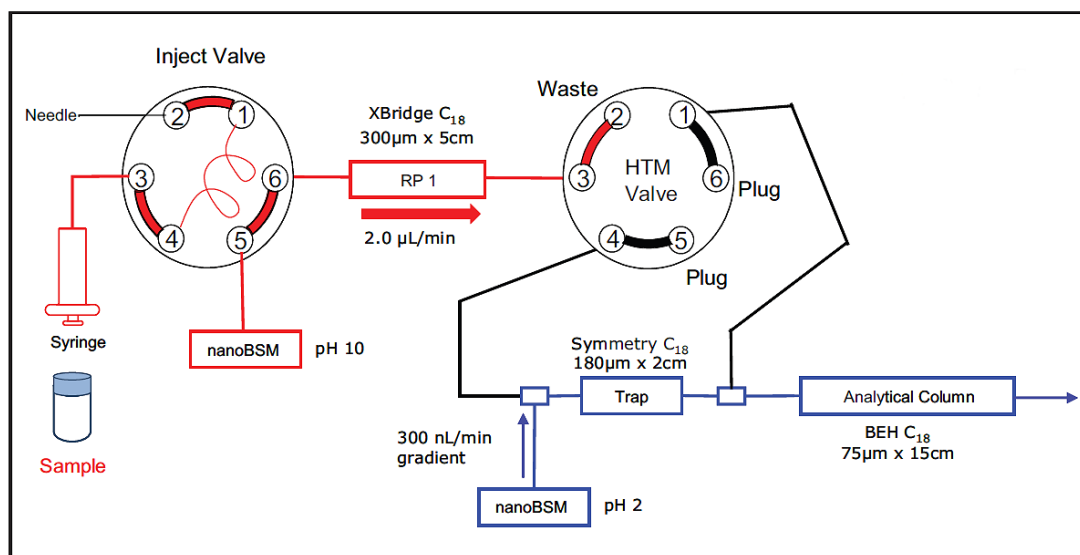 Inject Valve
Needle
2
1
3
6
4
5
Syringe
Sample
nanoBSM
pH 10
XBridge C18
300µm x 5cm
RP 1
2.0 µL/min
Waste
2
1
HTM
Valve
3
6
Plug
4
5
Plug
Symmetry C18
180µm x 2cm
Trap
Analytical Column
BEH C18
75µm x 15cm
300 nL/min
gradient
nanoBSM
pH 2